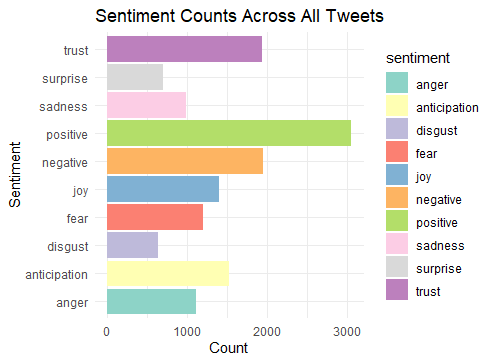 Sentiment Counts Across All Tweets
Sentiment
trust
surprise
sadness
positive
negative
joy
fear
disgust
anticipation
anger
0 1000 2000 3000
Count
sentiment
anger
anticipation
disgust
fear
joy
negative
positive
sadness
surprise
trust